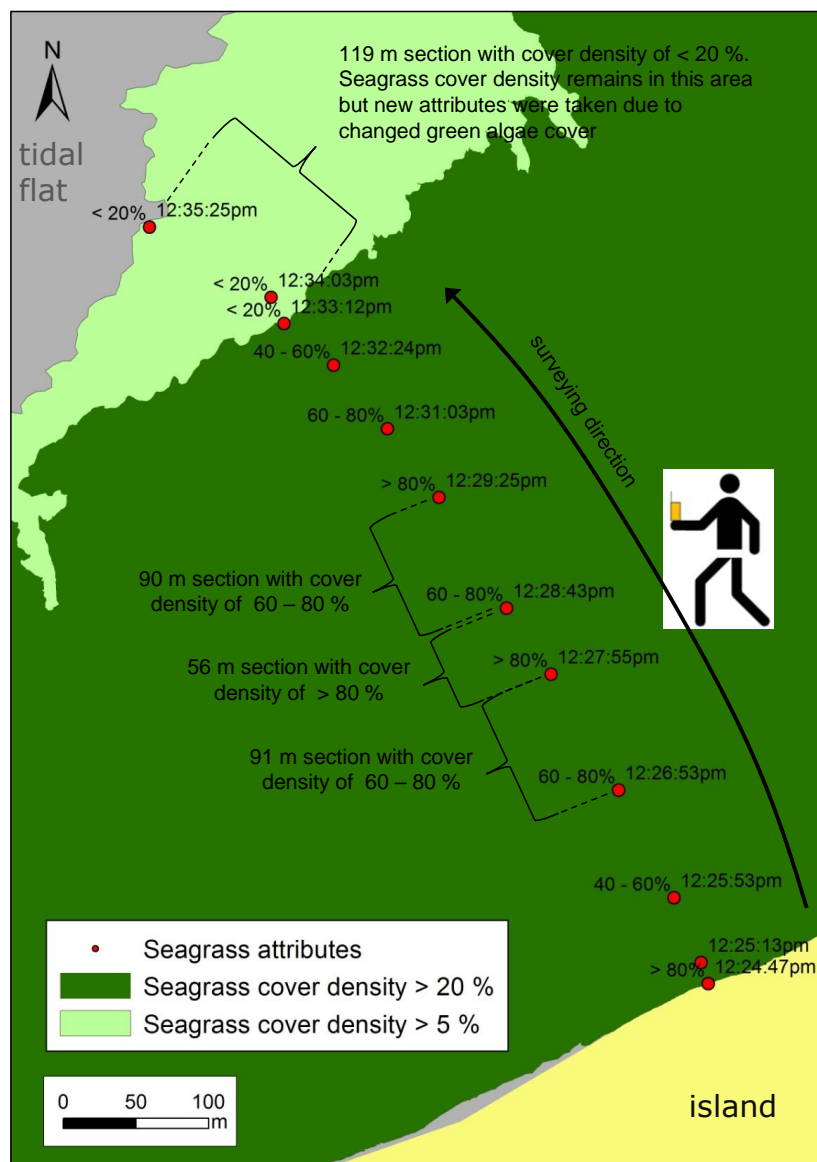 119 m section with cover density of < 20 %.
Seagrass cover density remains in this area
but new attributes were taken due to
changed green algae cover
N
tidal
flat
< 20% 12:35:25pm
< 20% 12:34:03pm
< 20% 12:33:12pm
40 - 60% 12:32:24pm
60 - 80% 12:31:03pm
surveying direction
> 80% 12:29:25pm
90 m section with cover
density of 60 – 80 %
60 - 80% 12:28:43pm
> 80% 12:27:55pm
56 m section with cover
density of > 80 %
91 m section with cover
density of 60 – 80 %
60 - 80% 12:26:53pm
40 - 60% 12:25:53pm
12:25:13pm
> 80% 12:24:47pm
Seagrass attributes
Seagrass cover density > 20 %
Seagrass cover density > 5 %
0 50 100
m
island